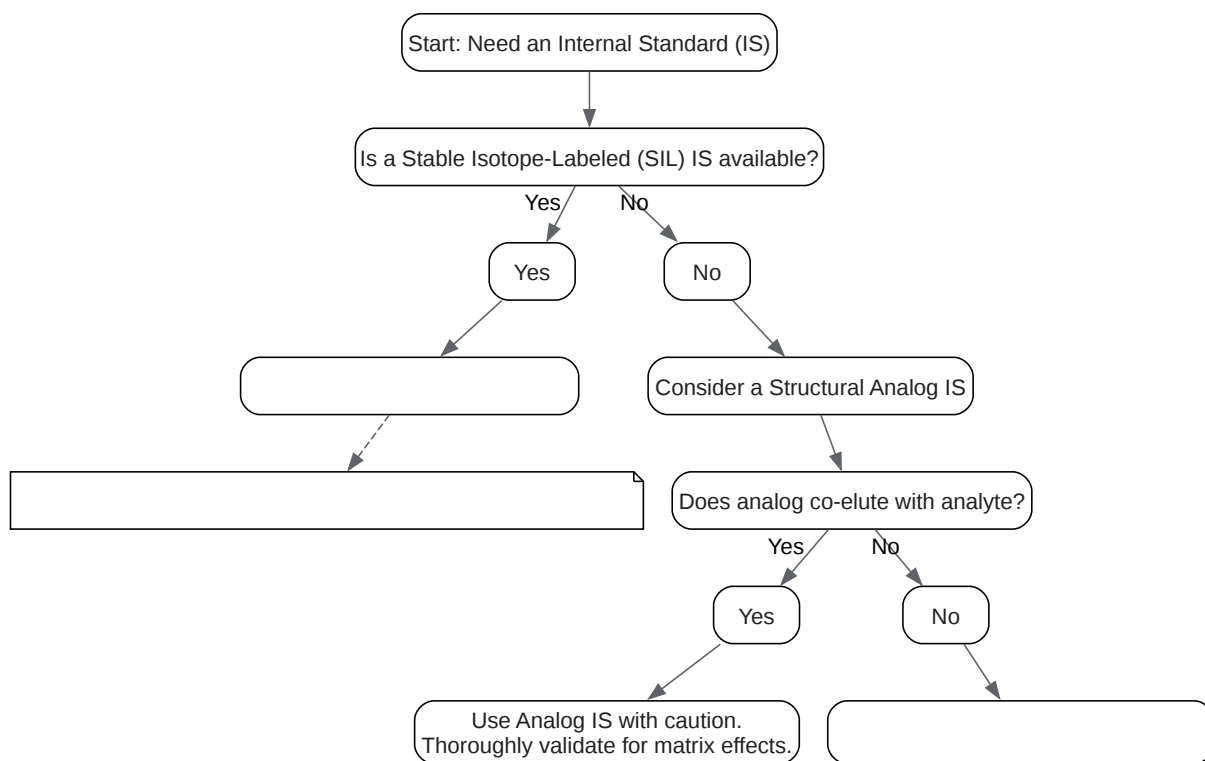 Start: Need an Internal Standard (IS)
Is a Stable Isotope-Labeled (SIL) IS available?
Yes
No
Yes
No
Consider a Structural Analog IS
Does analog co-elute with analyte?
Yes
No
Yes
No
Use Analog IS with caution.
Thoroughly validate for matrix effects.